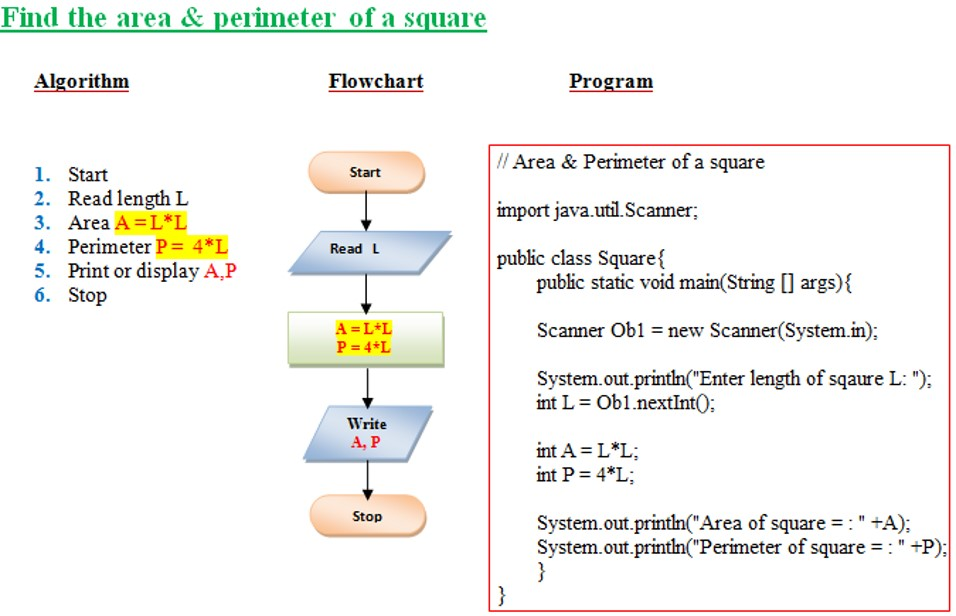 Find the area & perimeter of a square
Algorithm
1. Start
2. Read length L
3. Area A = L*L
4. Perimeter P = 4*L
5. Print or display A,P
6. Stop
Flowchart
Start
Read L
A = L*L
P = 4*L
Write
A, P
Stop
Program
// Area & Perimeter of a square
import java.util.Scanner;
public class Square{
public static void main(String [] args){
Scanner Ob1 = new Scanner(System.in);
System.out.println("Enter length of sqaure L: ");
int L = Ob1.nextInt();
int A = L*L;
int P = 4*L;
System.out.println("Area of square = : " +A);
System.out.println("Perimeter of square = : " +P);
}
}